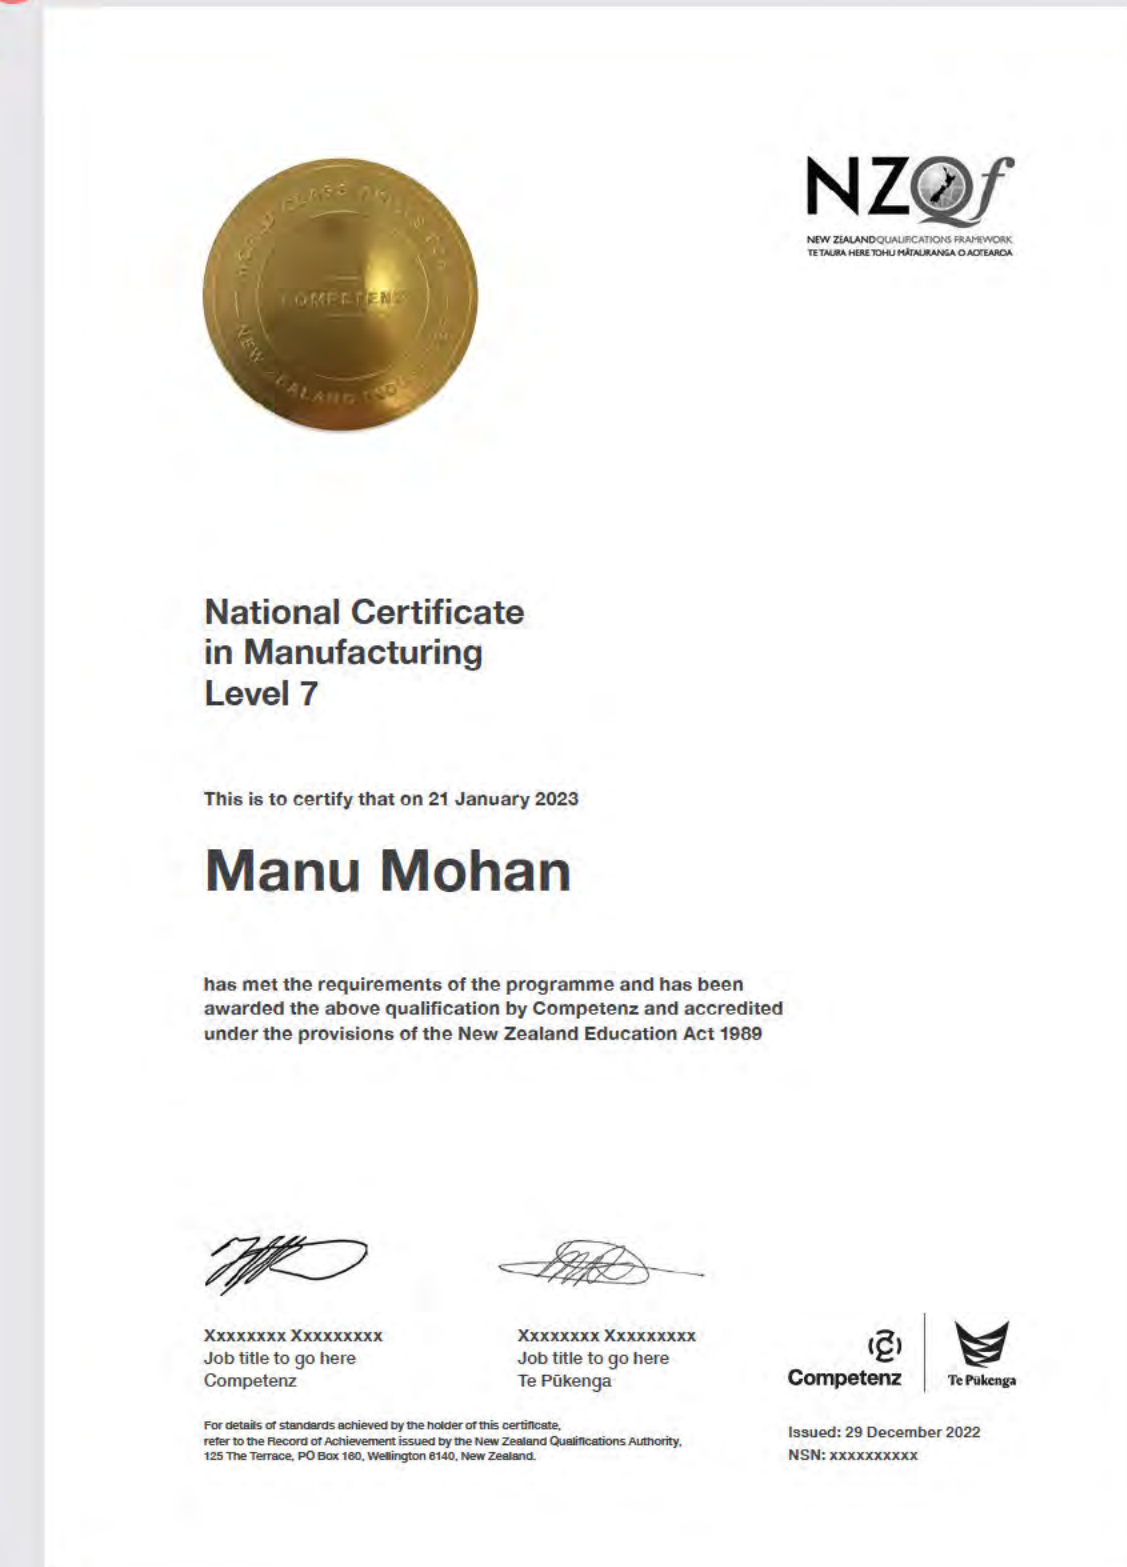 WORLD CLASS SKILLS FOR
COMPETENZ
NEW ZEALAND
NZQf
NEW ZEALAND QUALIFICATIONS FRAMEWORK
TE TAURA HERE TOHU MĀTAURANGA O AOTEAROA
National Certificate
in Manufacturing
Level 7
This is to certify that on 21 January 2023
Manu Mohan
has met the requirements of the programme and has been
awarded the above qualification by Competenz and accredited
under the provisions of the New Zealand Education Act 1989
Xxxxxxxx Xxxxxxxxx
Job title to go here
Competenz
Xxxxxxxx Xxxxxxxxx
Job title to go here
Te Pūkenga
Competenz
Te Pūkenga
For details of standards achieved by the holder of this certificate,
refer to the Record of Achievement issued by the New Zealand Qualifications Authority,
125 The Terrace, PO Box 160, Wellington 6140, New Zealand.
Issued: 29 December 2022
NSN: xxxxxxxxxx